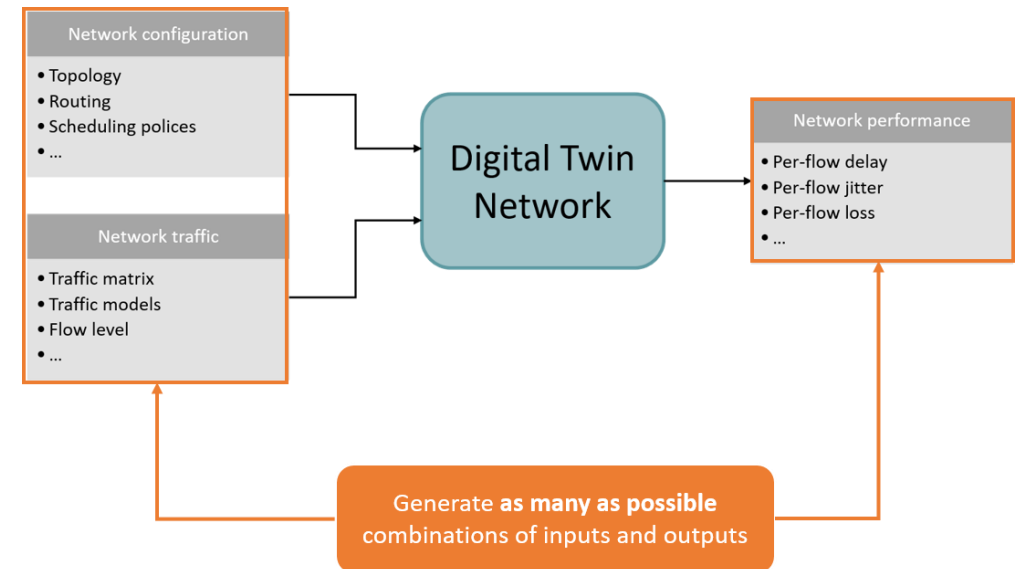 Network configuration
• Topology
• Routing
• Scheduling polices
• ...
Network traffic
• Traffic matrix
• Traffic models
• Flow level
• ...
Digital Twin
Network
Network performance
• Per-flow delay
• Per-flow jitter
• Per-flow loss
• ...
Generate as many as possible
combinations of inputs and outputs